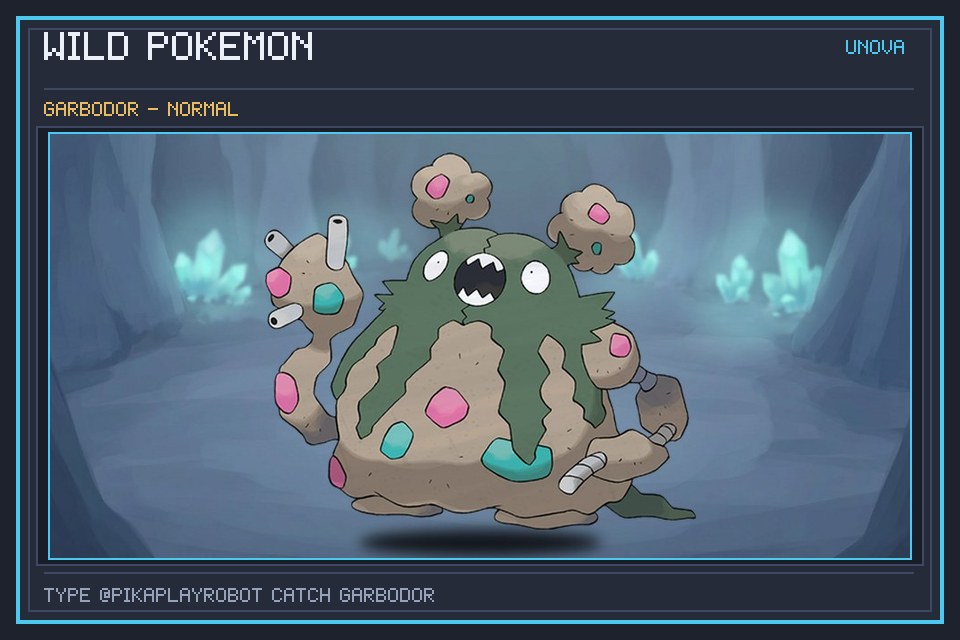 WILD POKEMON
UNOVA
GARBODOR - NORMAL
TYPE @PIKAPLAYROBOT CATCH GARBODOR